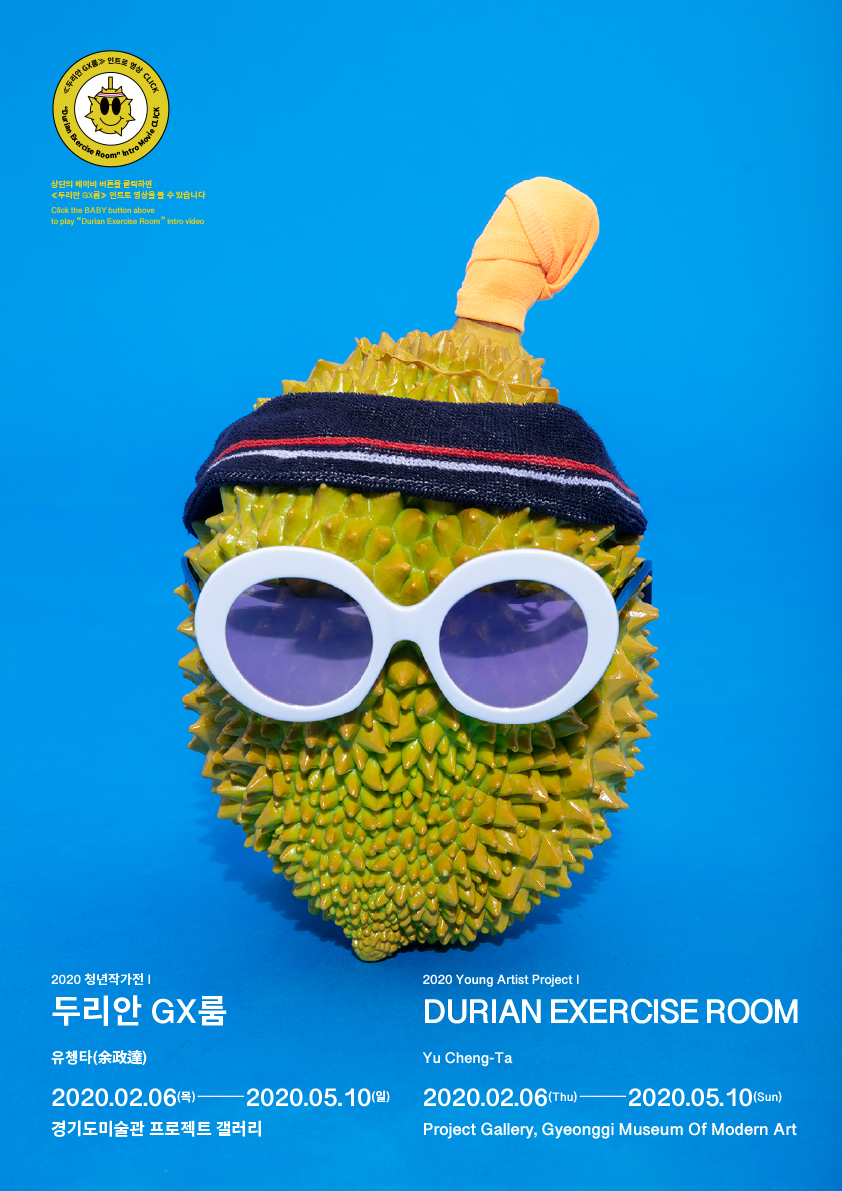 ≪두리안 GX룸≫ 인트로 영상 CLICK
"Durian Exercise Room" Intro Movie CLICK
상단의 베이비 버튼을 클릭하면
≪두리안 GX룸≫ 인트로 영상을 볼 수 있습니다
Click the BABY button above
to play “Durian Exercise Room” intro video
2020 청년작가전 I
두리안 GX룸
유쳉타(余政達)
2020.02.06(목)──2020.05.10(일)
경기도미술관 프로젝트 갤러리
2020 Young Artist Project I
DURIAN EXERCISE ROOM
Yu Cheng-Ta
2020.02.06(Thu)──2020.05.10(Sun)
Project Gallery, Gyeonggi Museum Of Modern Art